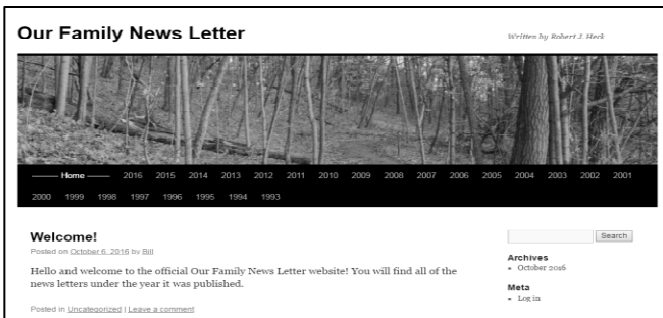 Our Family News Letter
Written by Robert J.
Home 2016 2015 2014 2013 2012 2011 2010 2009 2008 2007 2006 2005 2004 2003 2002 2001
2000 1999 1998 1997 1996 1995 1994 1993
Welcome!
Posted on October 6, 2016 by Bill
Hello and welcome to the official Our Family News Letter website! You will find all of the
news letters under the year it was published.
Posted in Uncategorized | Leave a comment
Search
Archives
• October 2016
Meta
• Log in